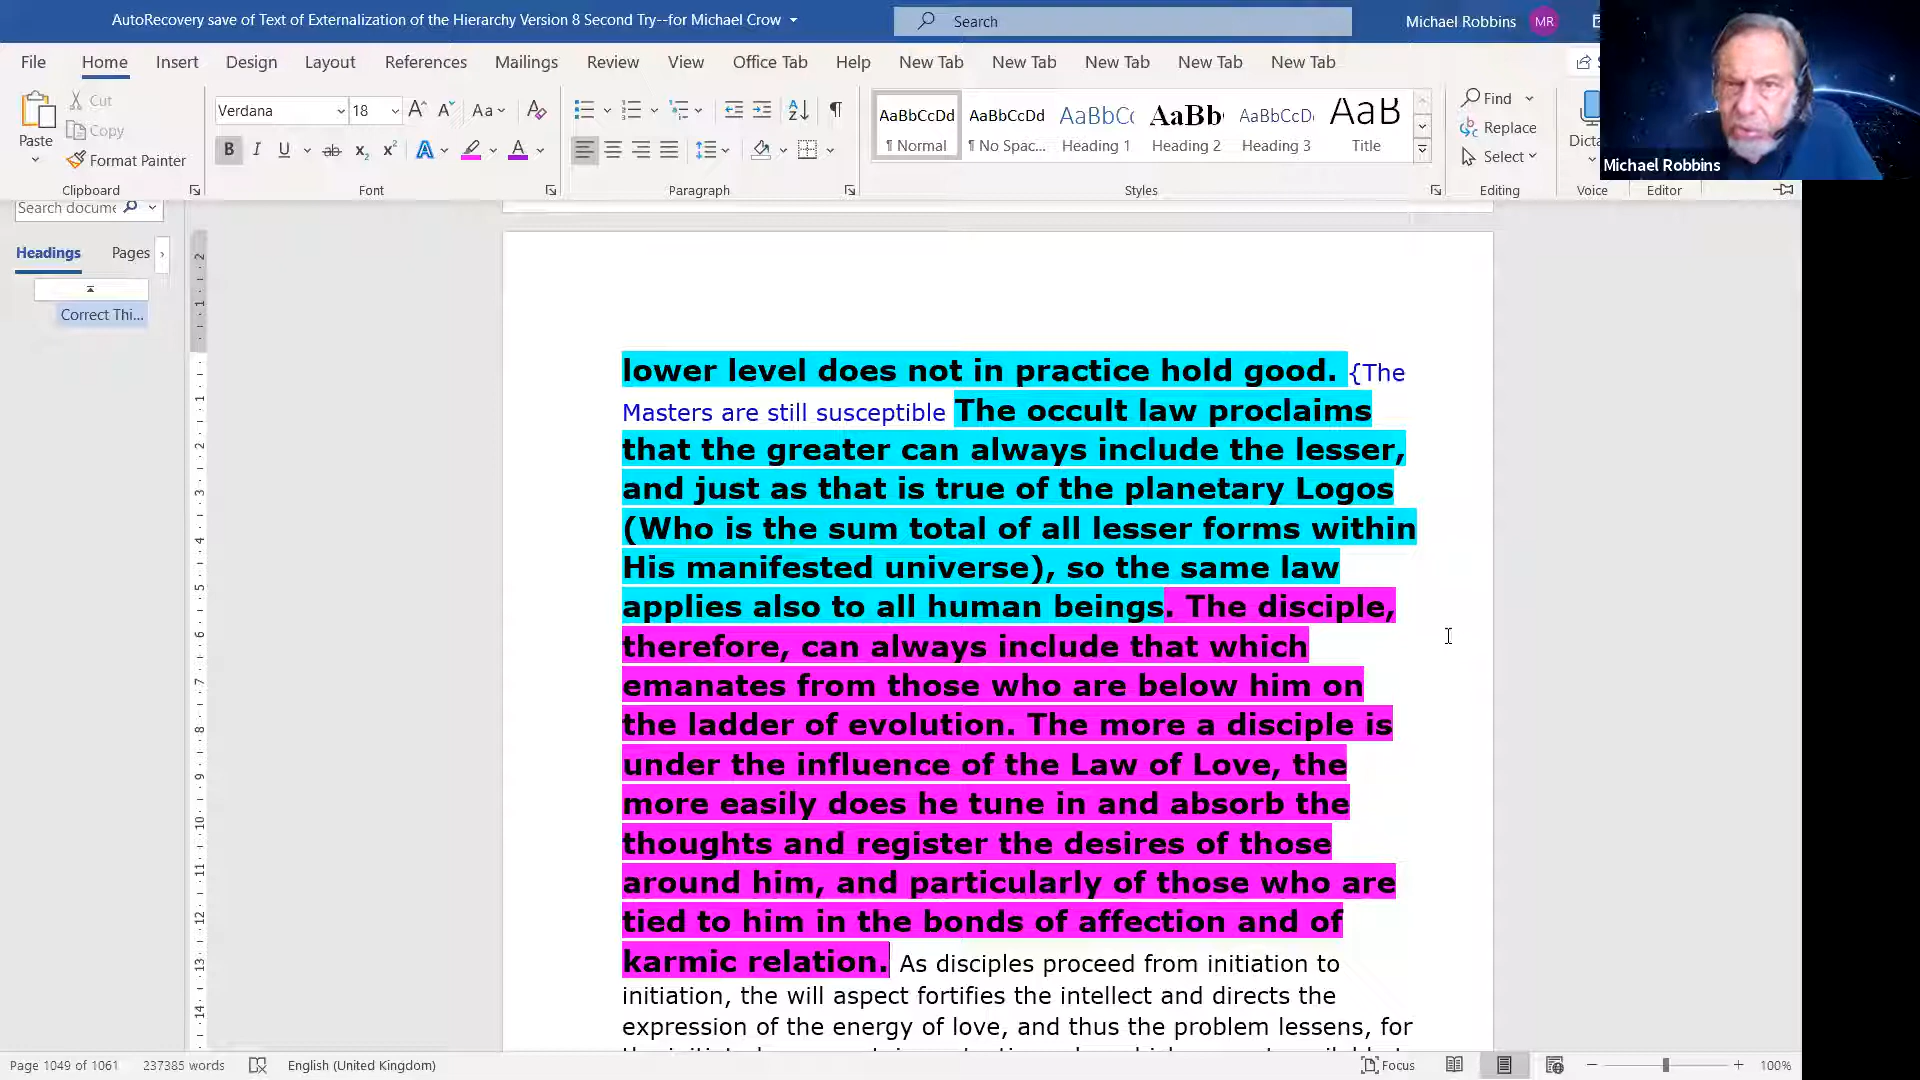 AutoRecovery save of Text of Externalization of the Hierarchy Version 8 Second Try--for Michael Crow
Search
Michael Robbins
MR
File Home Insert Design Layout References Mailings Review View Office Tab Help New Tab New Tab New Tab New Tab New Tab
Paste
Cut
Copy
Format Painter
Verdana 18
AaBbCcDd AaBbCcDd AaBbCc AaBb AaBbCcD AaB
¶ Normal ¶ No Spac... Heading 1 Heading 2 Heading 3 Title
Find
Replace
Select
Dicta
Michael Robbins
Clipboard Font Paragraph Styles Editing Voice Editor
Search docume
Headings Pages
Correct Thi...
lower level does not in practice hold good. {The
Masters are still susceptible The occult law proclaims
that the greater can always include the lesser,
and just as that is true of the planetary Logos
(Who is the sum total of all lesser forms within
His manifested universe), so the same law
applies also to all human beings. The disciple,
therefore, can always include that which
emanates from those who are below him on
the ladder of evolution. The more a disciple is
under the influence of the Law of Love, the
more easily does he tune in and absorb the
thoughts and register the desires of those
around him, and particularly of those who are
tied to him in the bonds of affection and of
karmic relation. As disciples proceed from initiation to
initiation, the will aspect fortifies the intellect and directs the
expression of the energy of love, and thus the problem lessens, for
Page 1049 of 1061 237385 words English (United Kingdom) Focus 100%